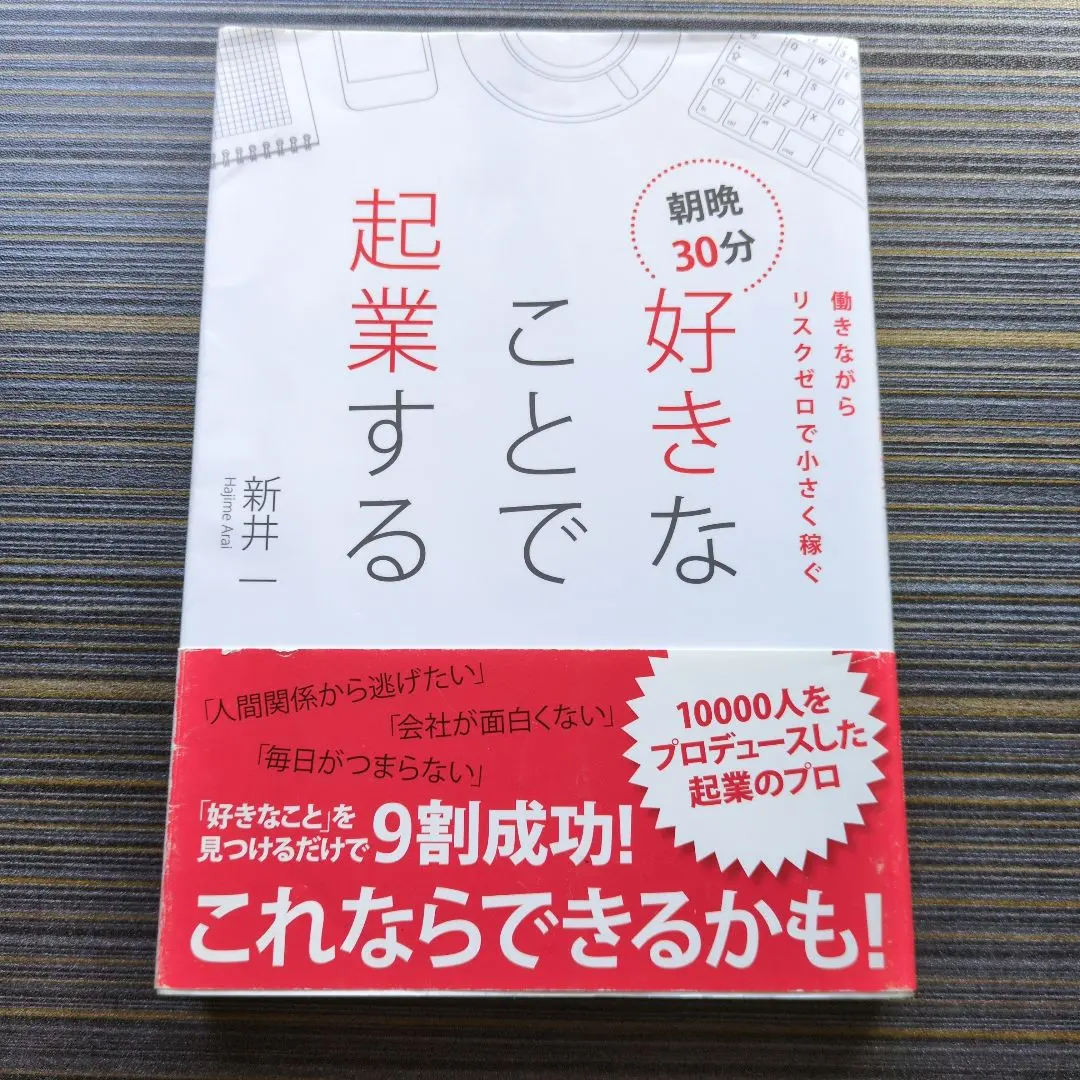 働きながら
リスクゼロで小さく稼ぐ
朝晩
30分
好きな
ことで
起業する
新井 一
Hajime Arai
「人間関係から逃げたい」
「会社が面白くない」
「毎日がつまらない」
10000人を
プロデュースした
起業のプロ
「好きなこと」を
見つけるだけで
9割成功!
これならできるかも!